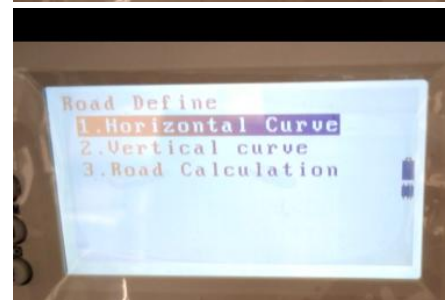 Road Define
1.Horizontal Curve
2.Vertical curve
3.Road Calculation